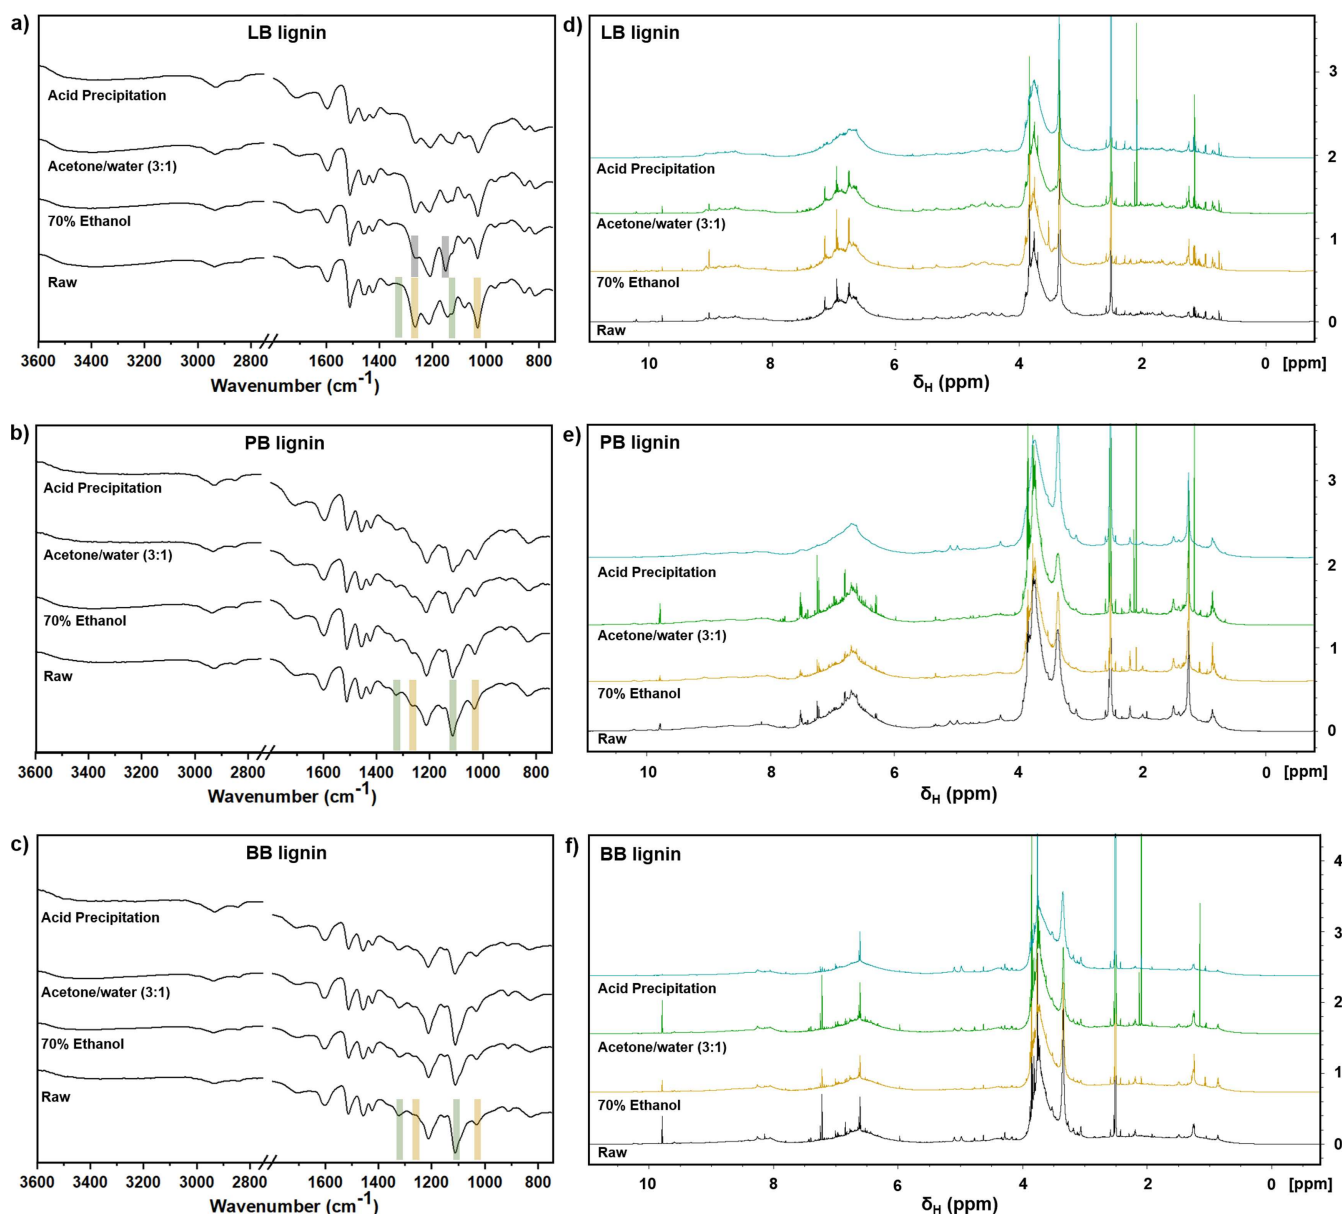 a)
LB lignin
Acid Precipitation
Acetone/water (3:1)
70% Ethanol
Raw
3600 3200 2800 1600 1400 1200 1000 800
Wavenumber (cm⁻¹)
d)
LB lignin
3
Acid Precipitation
2
Acetone/water (3:1)
1
70% Ethanol
Raw
0
10 8 6 4 2 0 [ppm]
δH (ppm)
b)
PB lignin
Acid Precipitation
Acetone/water (3:1)
70% Ethanol
Raw
3600 3200 2800 1600 1400 1200 1000 800
Wavenumber (cm⁻¹)
e)
PB lignin
3
Acid Precipitation
2
Acetone/water (3:1)
1
70% Ethanol
Raw
0
10 8 6 4 2 0 [ppm]
δH (ppm)
c)
BB lignin
Acid Precipitation
Acetone/water (3:1)
70% Ethanol
Raw
3600 3200 2800 1600 1400 1200 1000 800
Wavenumber (cm⁻¹)
f)
BB lignin
4
3
Acid Precipitation
2
Acetone/water (3:1)
1
70% Ethanol
Raw
0
10 8 6 4 2 0 [ppm]
δH (ppm)